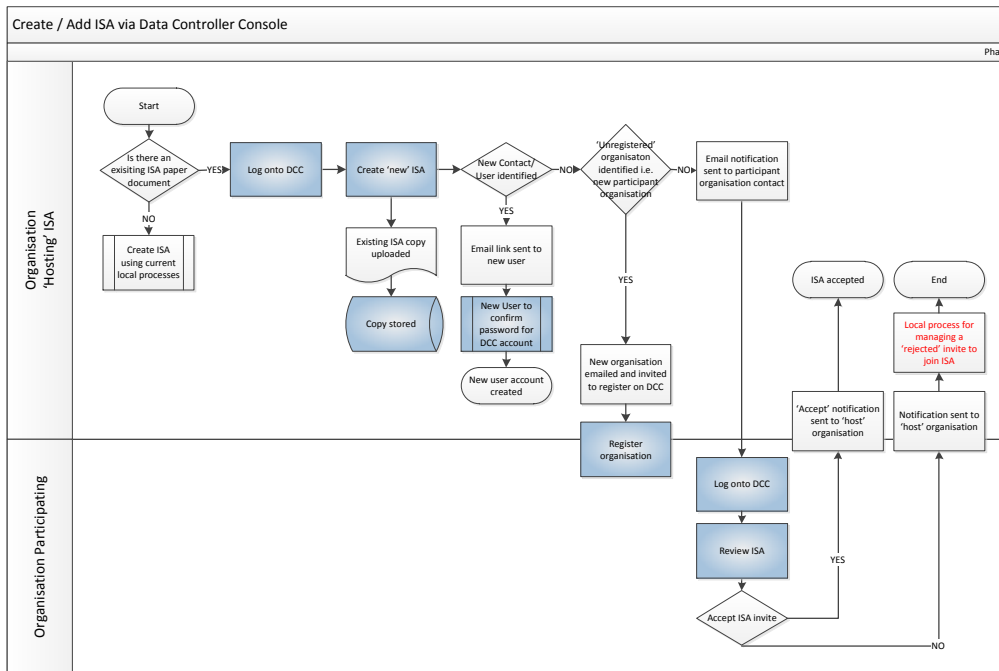 Create / Add ISA via Data Controller Console
Pha
Organisation
‘Hosting’ ISA
Start
Is there an
exisiting ISA paper
document
YES
Log onto DCC
Create ‘new’ ISA
New Contact/
User identified
NO
‘Unregistered’
organisaton
identified i.e.
new participant
organisation
NO
Email notification
sent to participant
organisation contact
NO
Create ISA
using current
local processes
Existing ISA copy
uploaded
Copy stored
YES
Email link sent to
new user
New User to
confirm
password for
DCC account
New user account
created
YES
New organisation
emailed and invited
to register on DCC
ISA accepted
End
Local process for
managing a
‘rejected’ invite to
join ISA
‘Accept’ notification
sent to ‘host’
organisation
Notification sent to
‘host’ organisation
Organisation Participating
Register
organisation
Log onto DCC
Review ISA
Accept ISA invite
YES
NO